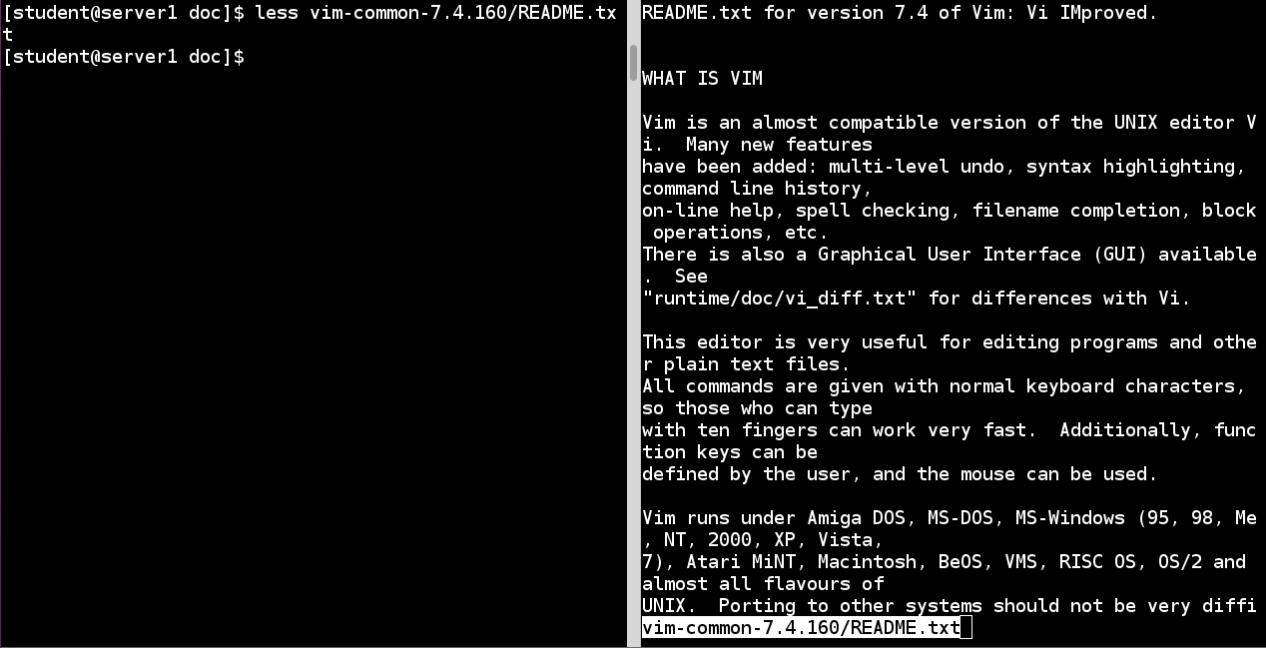 [student@server1 doc]$ less vim-common-7.4.160/README.tx
t
[student@server1 doc]$
README.txt for version 7.4 of Vim: Vi IMproved.
WHAT IS VIM
Vim is an almost compatible version of the UNIX editor V
i.  Many new features
have been added: multi-level undo, syntax highlighting,
command line history,
on-line help, spell checking, filename completion, block
 operations, etc.
There is also a Graphical User Interface (GUI) available
.  See
"runtime/doc/vi_diff.txt" for differences with Vi.
This editor is very useful for editing programs and othe
r plain text files.
All commands are given with normal keyboard characters,
so those who can type
with ten fingers can work very fast.  Additionally, func
tion keys can be
defined by the user, and the mouse can be used.
Vim runs under Amiga DOS, MS-DOS, MS-Windows (95, 98, Me
, NT, 2000, XP, Vista,
7), Atari MiNT, Macintosh, BeOS, VMS, RISC OS, OS/2 and
almost all flavours of
UNIX.  Porting to other systems should not be very diffi
vim-common-7.4.160/README.txt